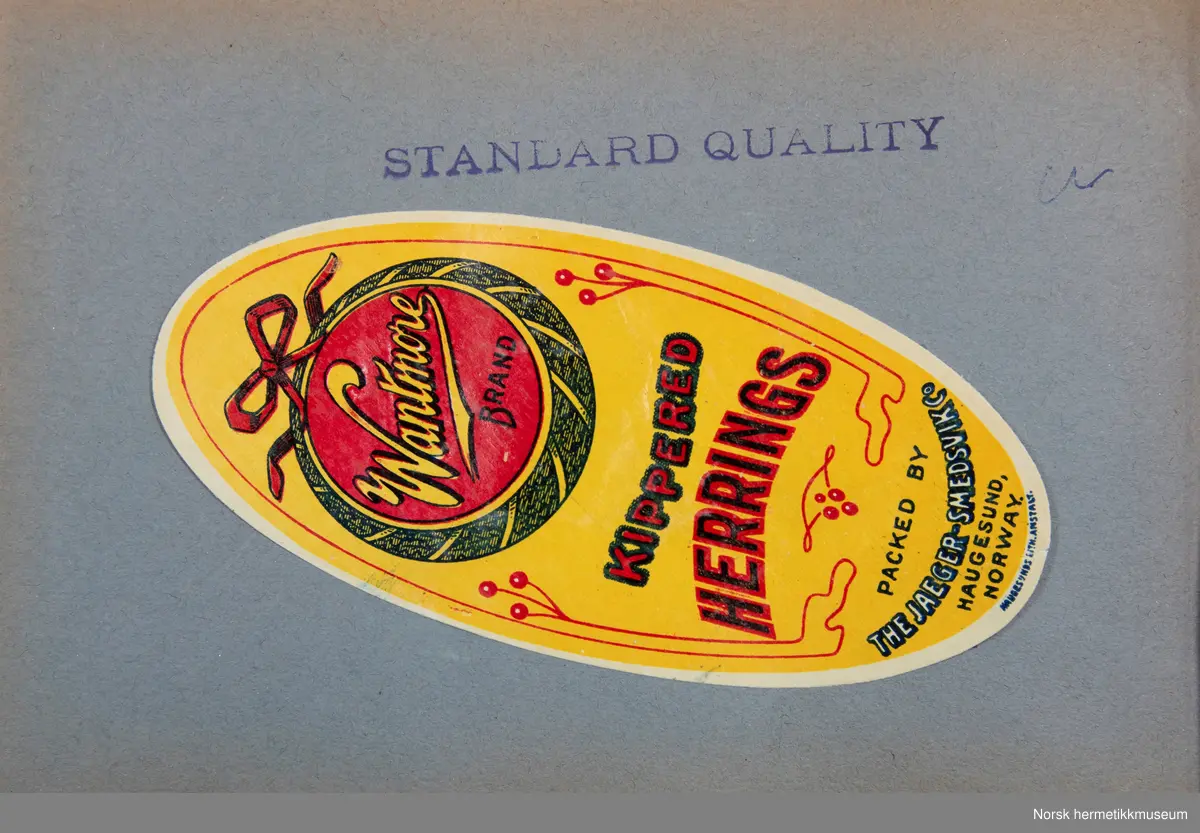 STANDARD QUALITY
Wantmore
BRAND
KIPPERED
HERRINGS
PACKED BY
THE JAEGER-SMEDSVIK Co
HAUGESUND,
NORWAY.
Norsk hermetikkmuseum